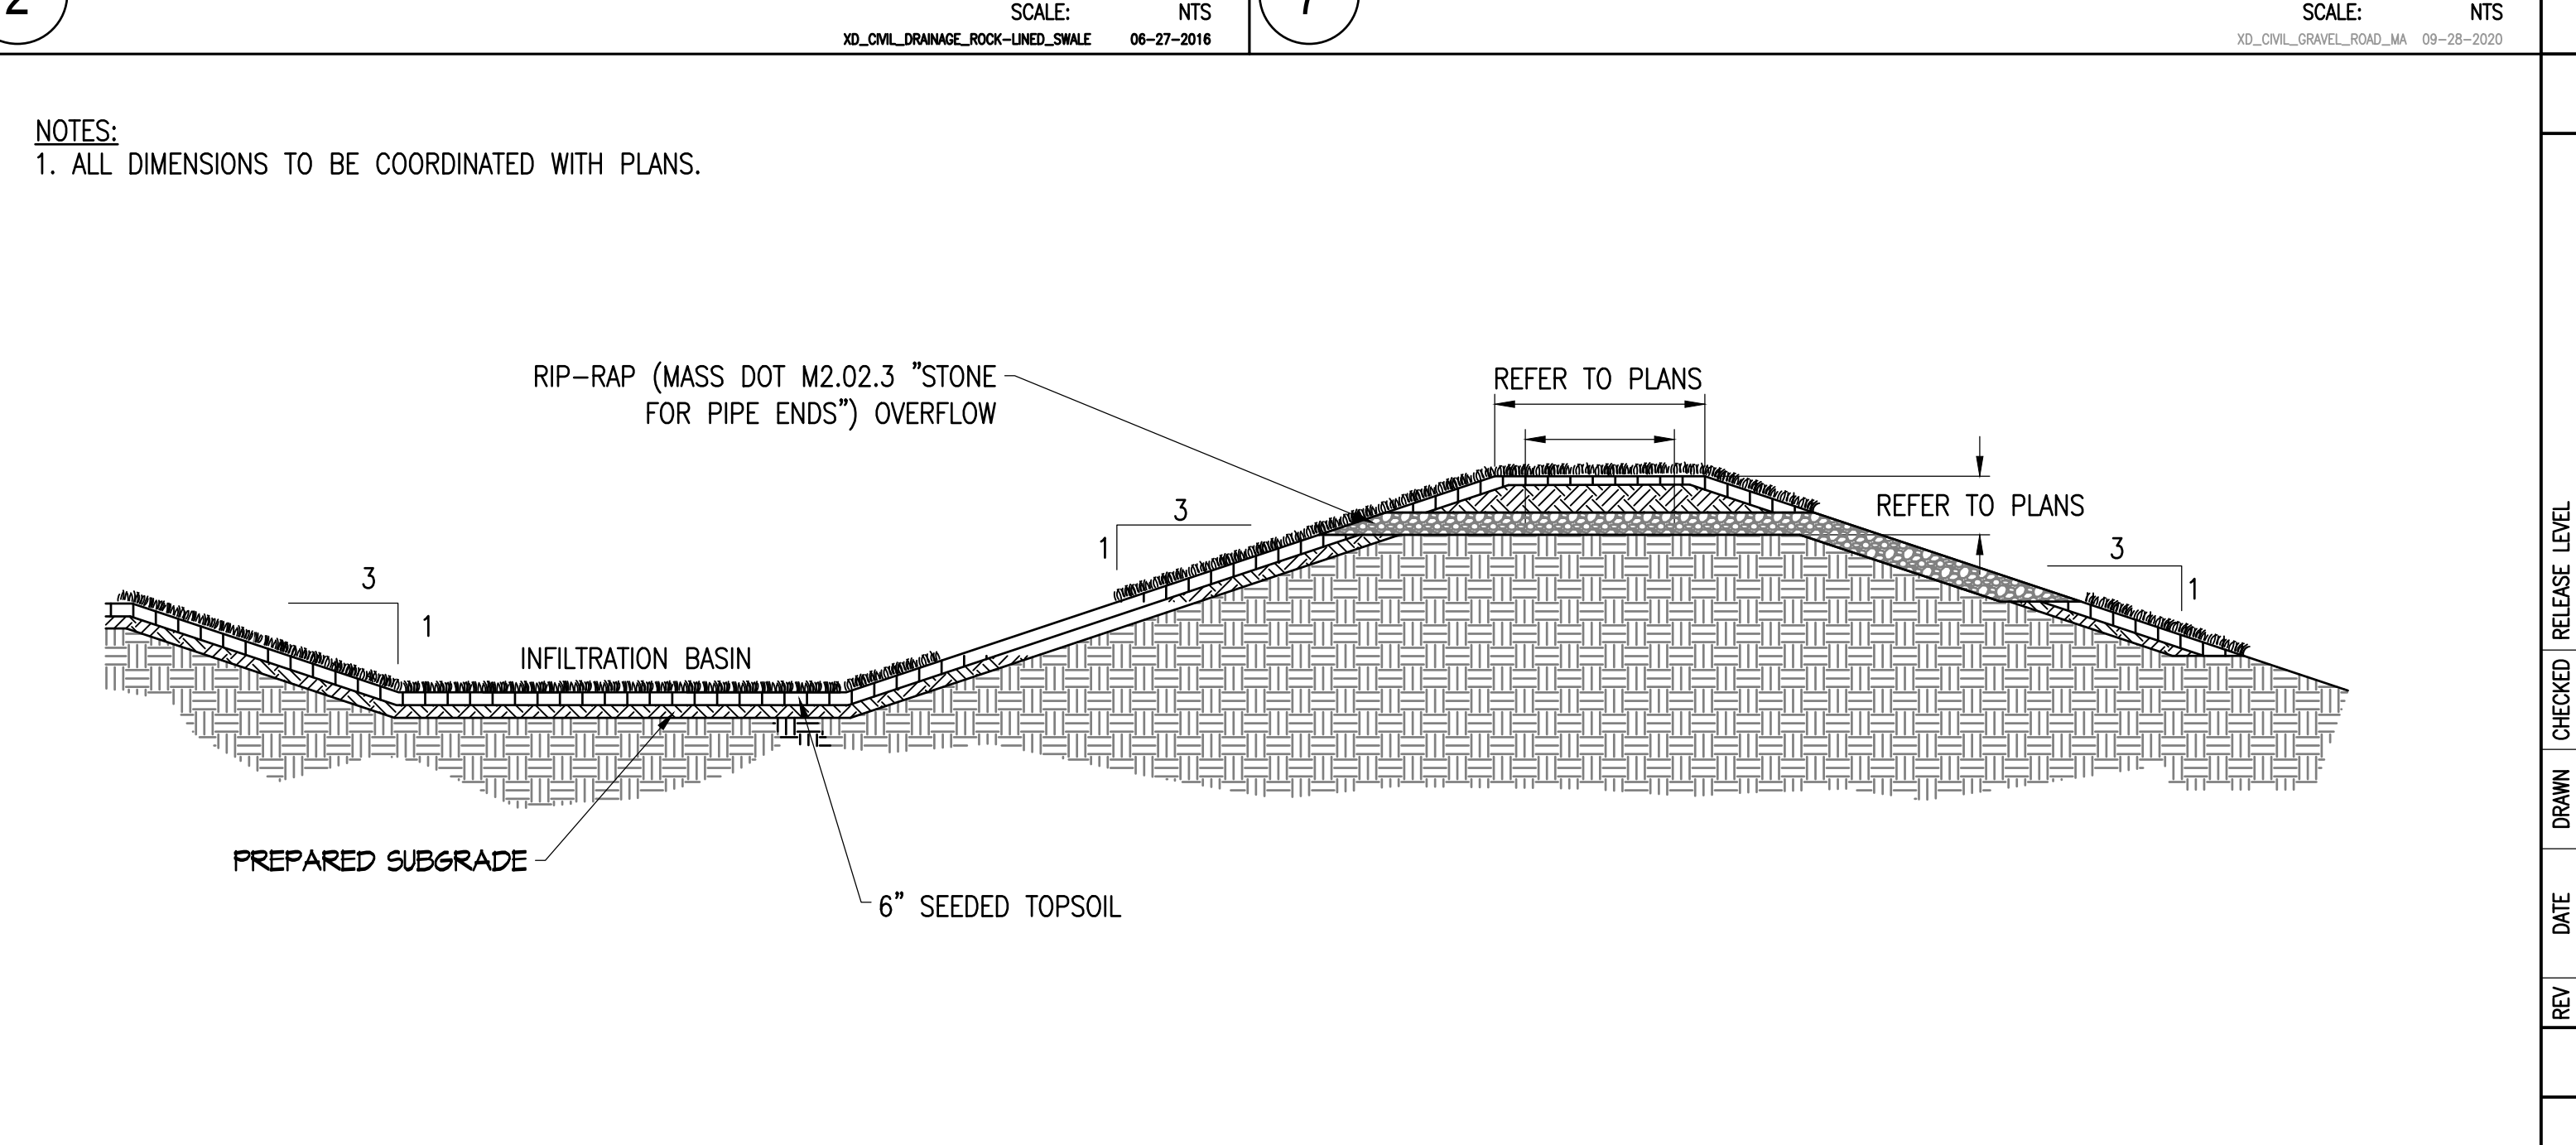 2
SCALE: NTS
XD_CIVIL_DRAINAGE_ROCK-LINED_SWALE 06-27-2016
7
SCALE: NTS
XD_CIVIL_GRAVEL_ROAD_MA 09-28-2020
NOTES:
1. ALL DIMENSIONS TO BE COORDINATED WITH PLANS.
RIP-RAP (MASS DOT M2.02.3 "STONE
FOR PIPE ENDS") OVERFLOW
REFER TO PLANS
REFER TO PLANS
3
1
3
1
3
1
INFILTRATION BASIN
PREPARED SUBGRADE
6" SEEDED TOPSOIL
RELEASE LEVEL
CHECKED
DRAWN
DATE
REV